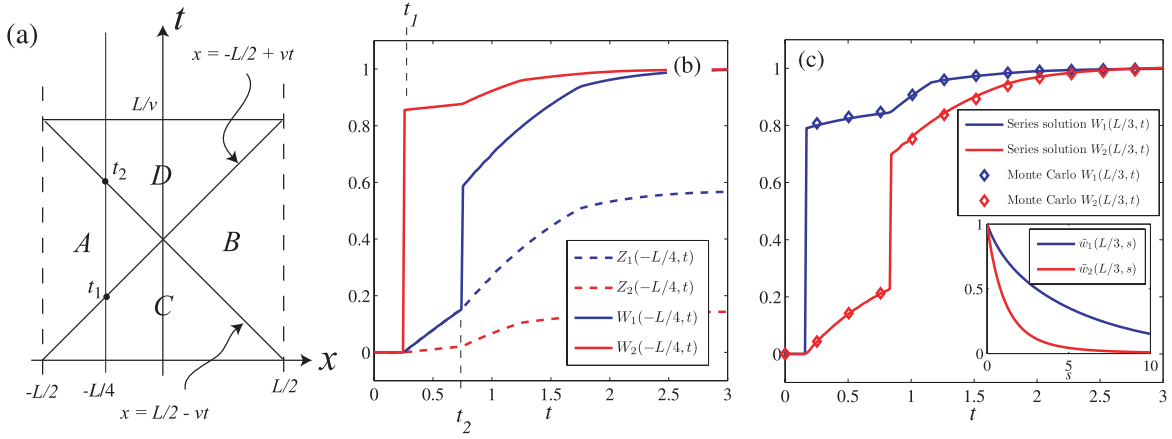 (a)
t
x = -L/2 + vt
L/v
t₂
D
A
B
t₁
C
x
-L/2
-L/4
L/2
x = L/2 - vt
t₁
(b)
1
0.8
0.6
0.4
0.2
0
Z₁(−L/4, t)
Z₂(−L/4, t)
W₁(−L/4, t)
W₂(−L/4, t)
0
0.5
1
1.5
2
2.5
3
t₂
t
(c)
1
0.8
0.6
0.4
0.2
0
Series solution W₁(L/3, t)
Series solution W₂(L/3, t)
Monte Carlo W₁(L/3, t)
Monte Carlo W₂(L/3, t)
1
0.5
0
w̃₁(L/3, s)
w̃₂(L/3, s)
0
5
10
s
0
0.5
1
1.5
2
2.5
3
t